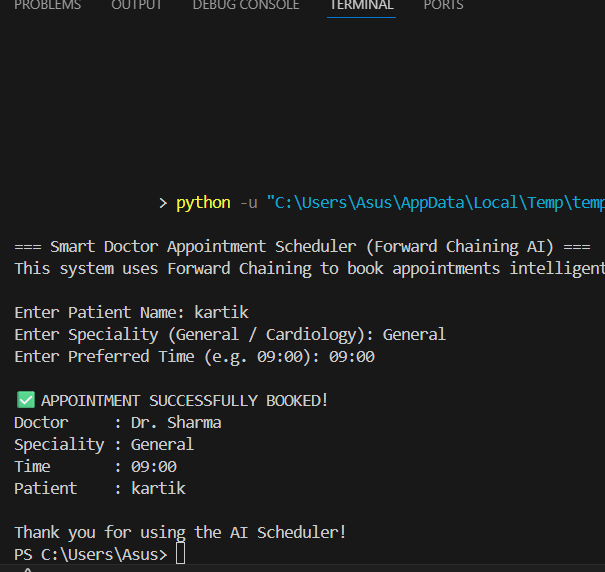 PROBLEMS OUTPUT DEBUG CONSOLE TERMINAL PORTS
> python -u "C:\Users\Asus\AppData\Local\Temp\temp
=== Smart Doctor Appointment Scheduler (Forward Chaining AI) ===
This system uses Forward Chaining to book appointments intelligent
Enter Patient Name: kartik
Enter Speciality (General / Cardiology): General
Enter Preferred Time (e.g. 09:00): 09:00
✅ APPOINTMENT SUCCESSFULLY BOOKED!
Doctor     : Dr. Sharma
Speciality : General
Time       : 09:00
Patient    : kartik
Thank you for using the AI Scheduler!
PS C:\Users\Asus>